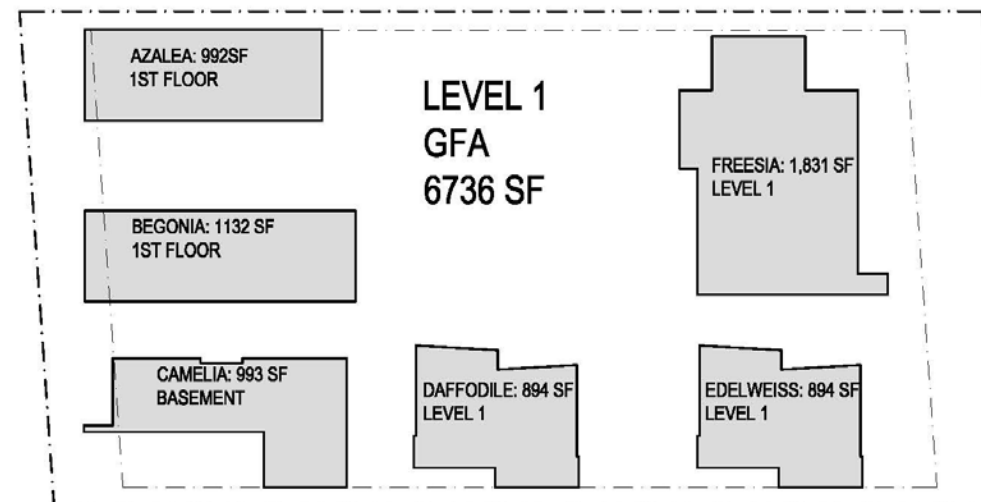 AZALEA: 992SF
1ST FLOOR
LEVEL 1
GFA
6736 SF
FREESIA: 1,831 SF
LEVEL 1
BEGONIA: 1132 SF
1ST FLOOR
CAMELIA: 993 SF
BASEMENT
DAFFODILE: 894 SF
LEVEL 1
EDELWEISS: 894 SF
LEVEL 1